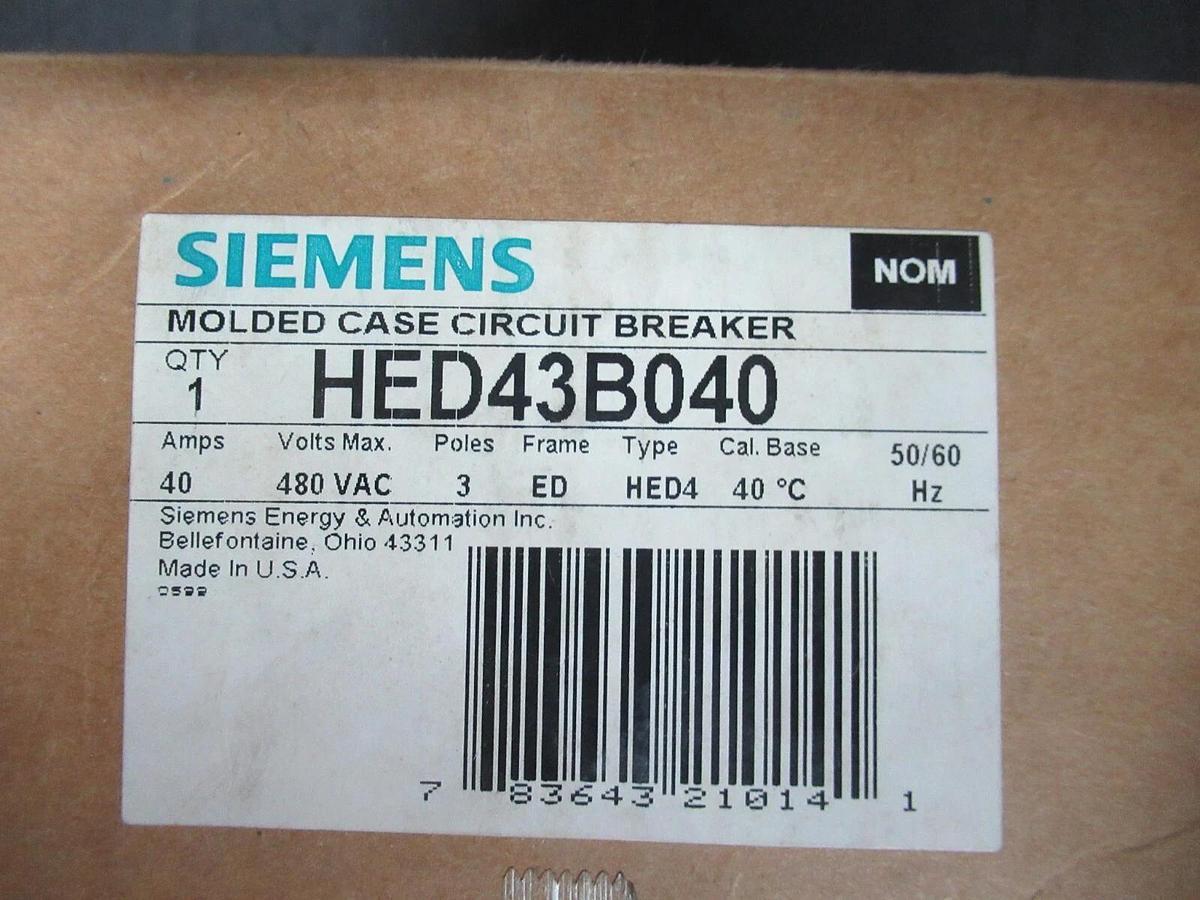 SIEMENS
NOM
MOLDED CASE CIRCUIT BREAKER
QTY
1
HED43B040
Amps Volts Max. Poles Frame Type Cal. Base 50/60
40 480 VAC 3 ED HED4 40 °C Hz
Siemens Energy & Automation Inc.
Bellefontaine, Ohio 43311
Made In U.S.A.
0599
7 83643 21014 1